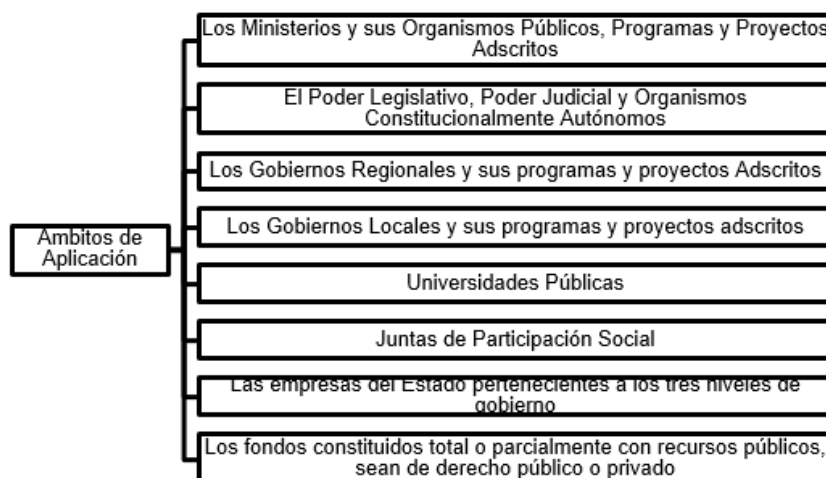 Los Ministerios y sus Organismos Públicos, Programas y Proyectos
Adscritos
El Poder Legislativo, Poder Judicial y Organismos
Constitucionalmente Autónomos
Los Gobiernos Regionales y sus programas y proyectos Adscritos
Los Gobiernos Locales y sus programas y proyectos adscritos
Ambitos de
Aplicación
Universidades Públicas
Juntas de Participación Social
Las empresas del Estado pertenecientes a los tres niveles de
gobierno
Los fondos constituidos total o parcialmente con recursos públicos,
sean de derecho público o privado